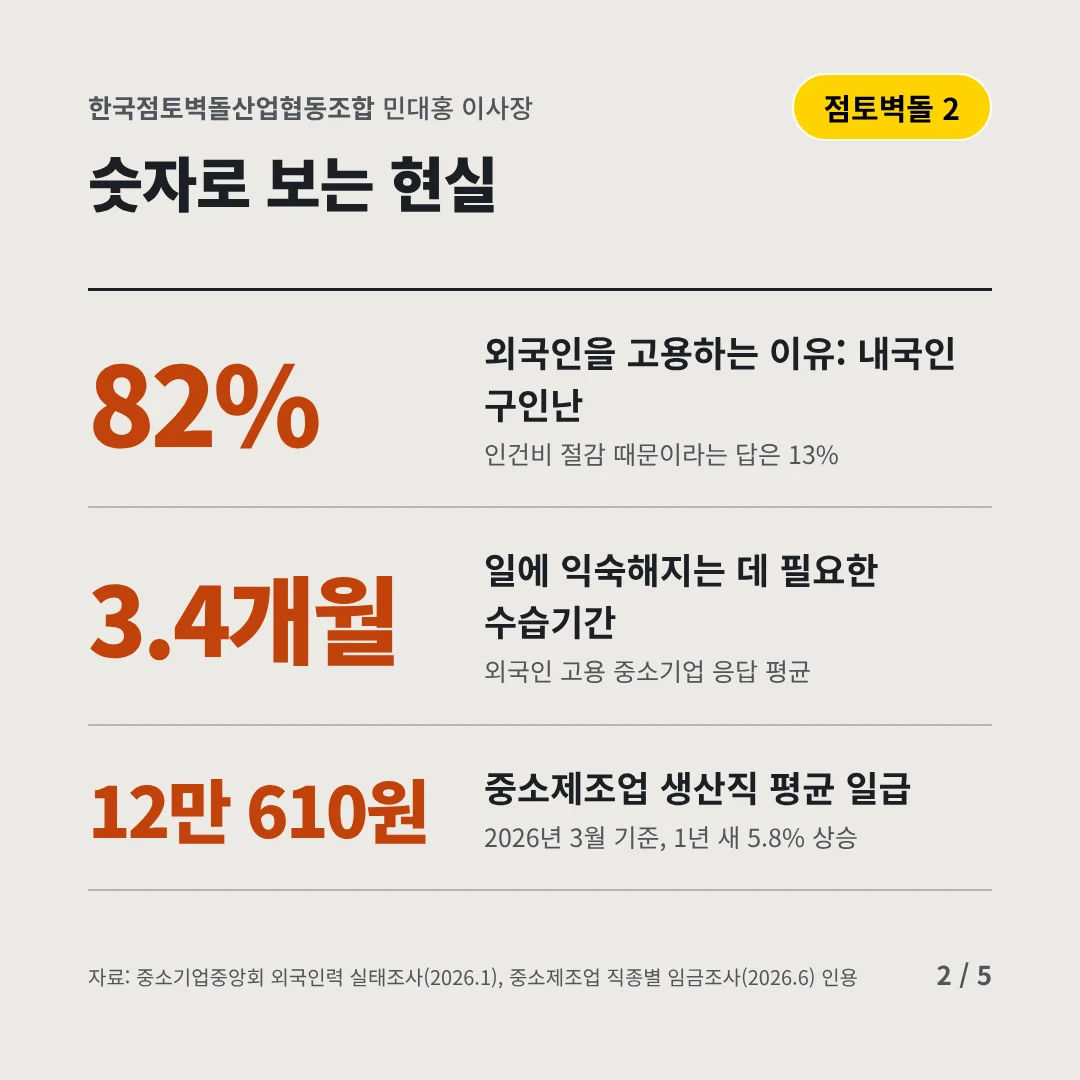 한국점토벽돌산업협동조합 민대홍 이사장
점토벽돌 2
숫자로 보는 현실
82%
외국인을 고용하는 이유: 내국인
구인난
인건비 절감 때문이라는 답은 13%
3.4개월
일에 익숙해지는 데 필요한
수습기간
외국인 고용 중소기업 응답 평균
12만 610원
중소제조업 생산직 평균 일급
2026년 3월 기준, 1년 새 5.8% 상승
자료: 중소기업중앙회 외국인력 실태조사(2026.1), 중소제조업 직종별 임금조사(2026.6) 인용
2 / 5